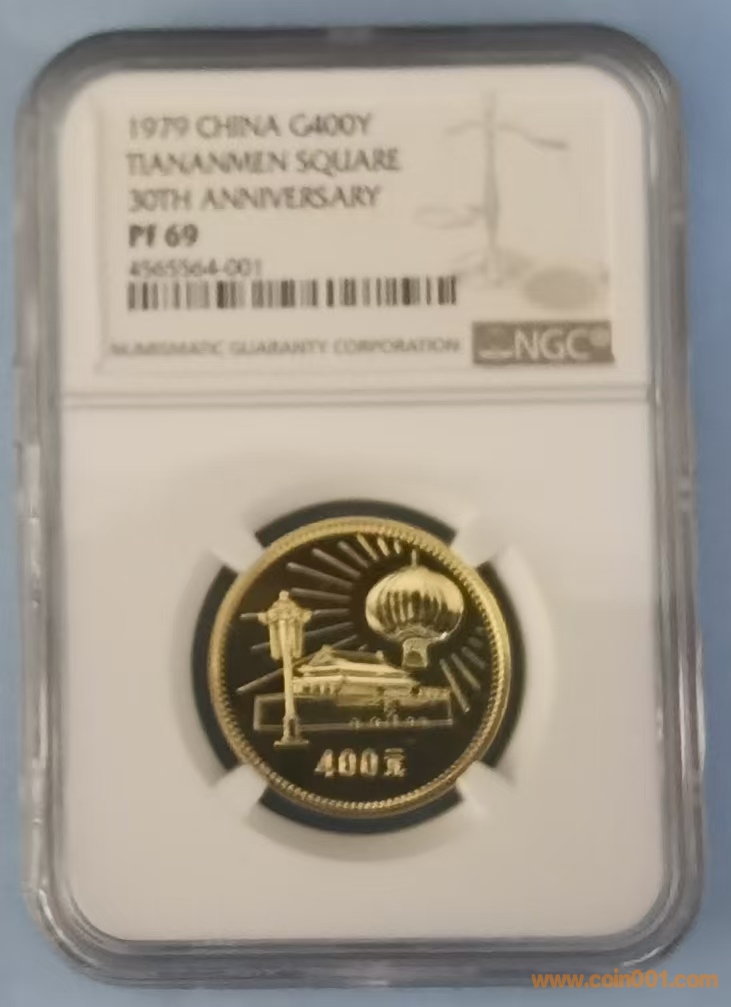 1979 CHINA G400Y
TIANANMEN SQUARE
30TH ANNIVERSARY
PF 69
4565564-001
NUMISMATIC GUARANTY CORPORATION
NGC®
400元
www.coin001.com